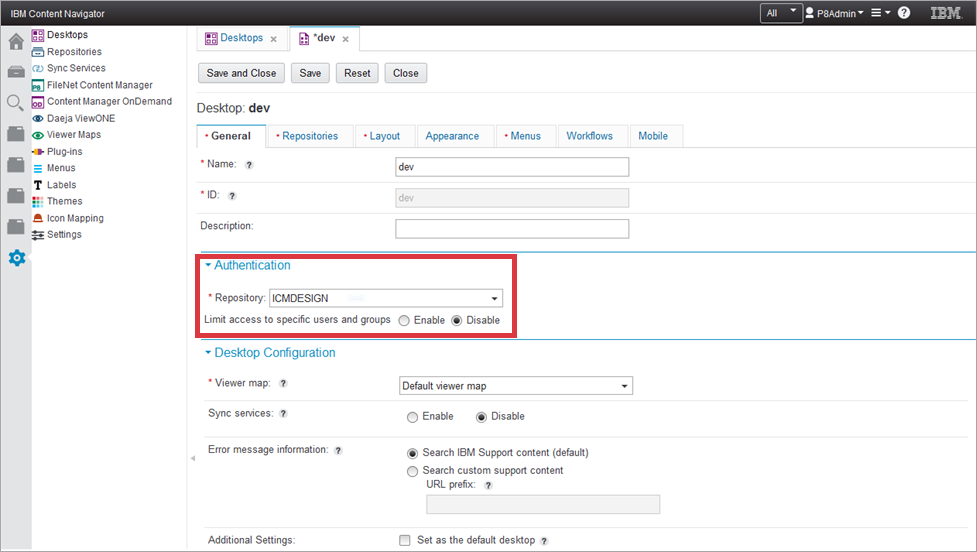 IBM Content Navigator All P8Admin ? IBM
Desktops
Repositories
Sync Services
P8 FileNet Content Manager
OD Content Manager OnDemand
Daeja ViewONE
Viewer Maps
Plug-ins
Menus
T Labels
Themes
Icon Mapping
Settings
Desktops x *dev x
Save and Close Save Reset Close
Desktop: dev
* General * Repositories * Layout Appearance * Menus Workflows Mobile
* Name: ? dev
* ID: ? dev
Description:
Authentication
* Repository: ICMDESIGN
Limit access to specific users and groups Enable Disable
Desktop Configuration
* Viewer map: ? Default viewer map
Sync services: ? Enable Disable
Error message information: ? Search IBM Support content (default)
Search custom support content
URL prefix: ?
Additional Settings: Set as the default desktop ?